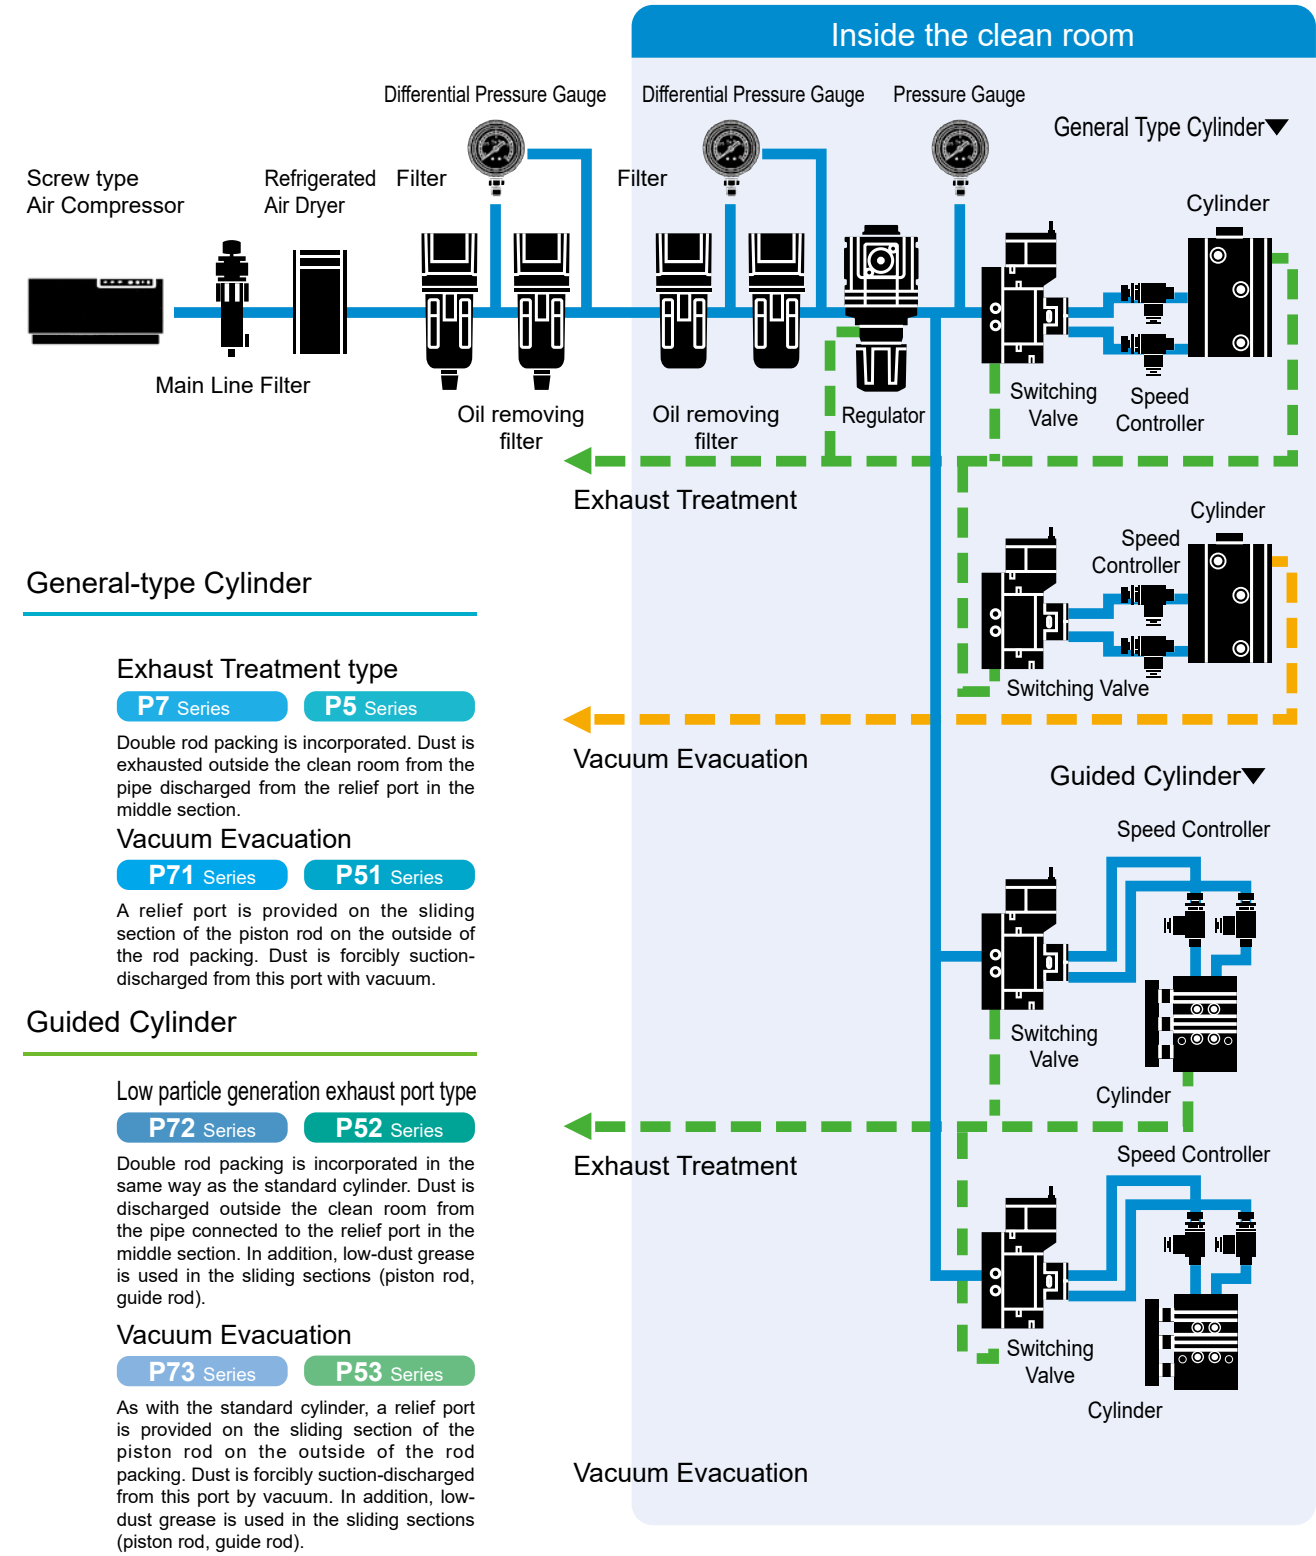 Inside the clean room
Differential Pressure Gauge
Differential Pressure Gauge
Pressure Gauge
General Type Cylinder▼
Screw type
Air Compressor
Refrigerated
Air Dryer
Filter
Filter
Cylinder
Main Line Filter
Oil removing
filter
Oil removing
filter
Regulator
Switching
Valve
Speed
Controller
Exhaust Treatment
Cylinder
Speed
Controller
Switching Valve
Vacuum Evacuation
Guided Cylinder▼
Speed Controller
Switching
Valve
Cylinder
Exhaust Treatment
Speed Controller
Switching
Valve
Cylinder
Vacuum Evacuation
General-type Cylinder
Exhaust Treatment type
P7 Series
P5 Series
Double rod packing is incorporated. Dust is
exhausted outside the clean room from the
pipe discharged from the relief port in the
middle section.
Vacuum Evacuation
P71 Series
P51 Series
A relief port is provided on the sliding
section of the piston rod on the outside of
the rod packing. Dust is forcibly suction-
discharged from this port with vacuum.
Guided Cylinder
Low particle generation exhaust port type
P72 Series
P52 Series
Double rod packing is incorporated in the
same way as the standard cylinder. Dust is
discharged outside the clean room from
the pipe connected to the relief port in the
middle section. In addition, low-dust grease
is used in the sliding sections (piston rod,
guide rod).
Vacuum Evacuation
P73 Series
P53 Series
As with the standard cylinder, a relief port
is provided on the sliding section of the
piston rod on the outside of the rod
packing. Dust is forcibly suction-discharged
from this port by vacuum. In addition, low-
dust grease is used in the sliding sections
(piston rod, guide rod).